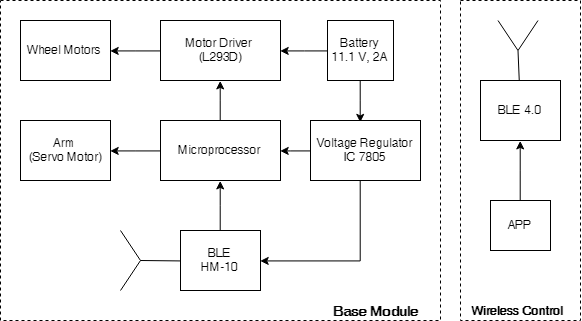 Wheel Motors
Motor Driver
(L293D)
Battery
11.1 V, 2A
BLE 4.0
Arm
(Servo Motor)
Microprocessor
Voltage Regulator
IC 7805
APP
BLE
HM-10
Base Module
Wireless Control